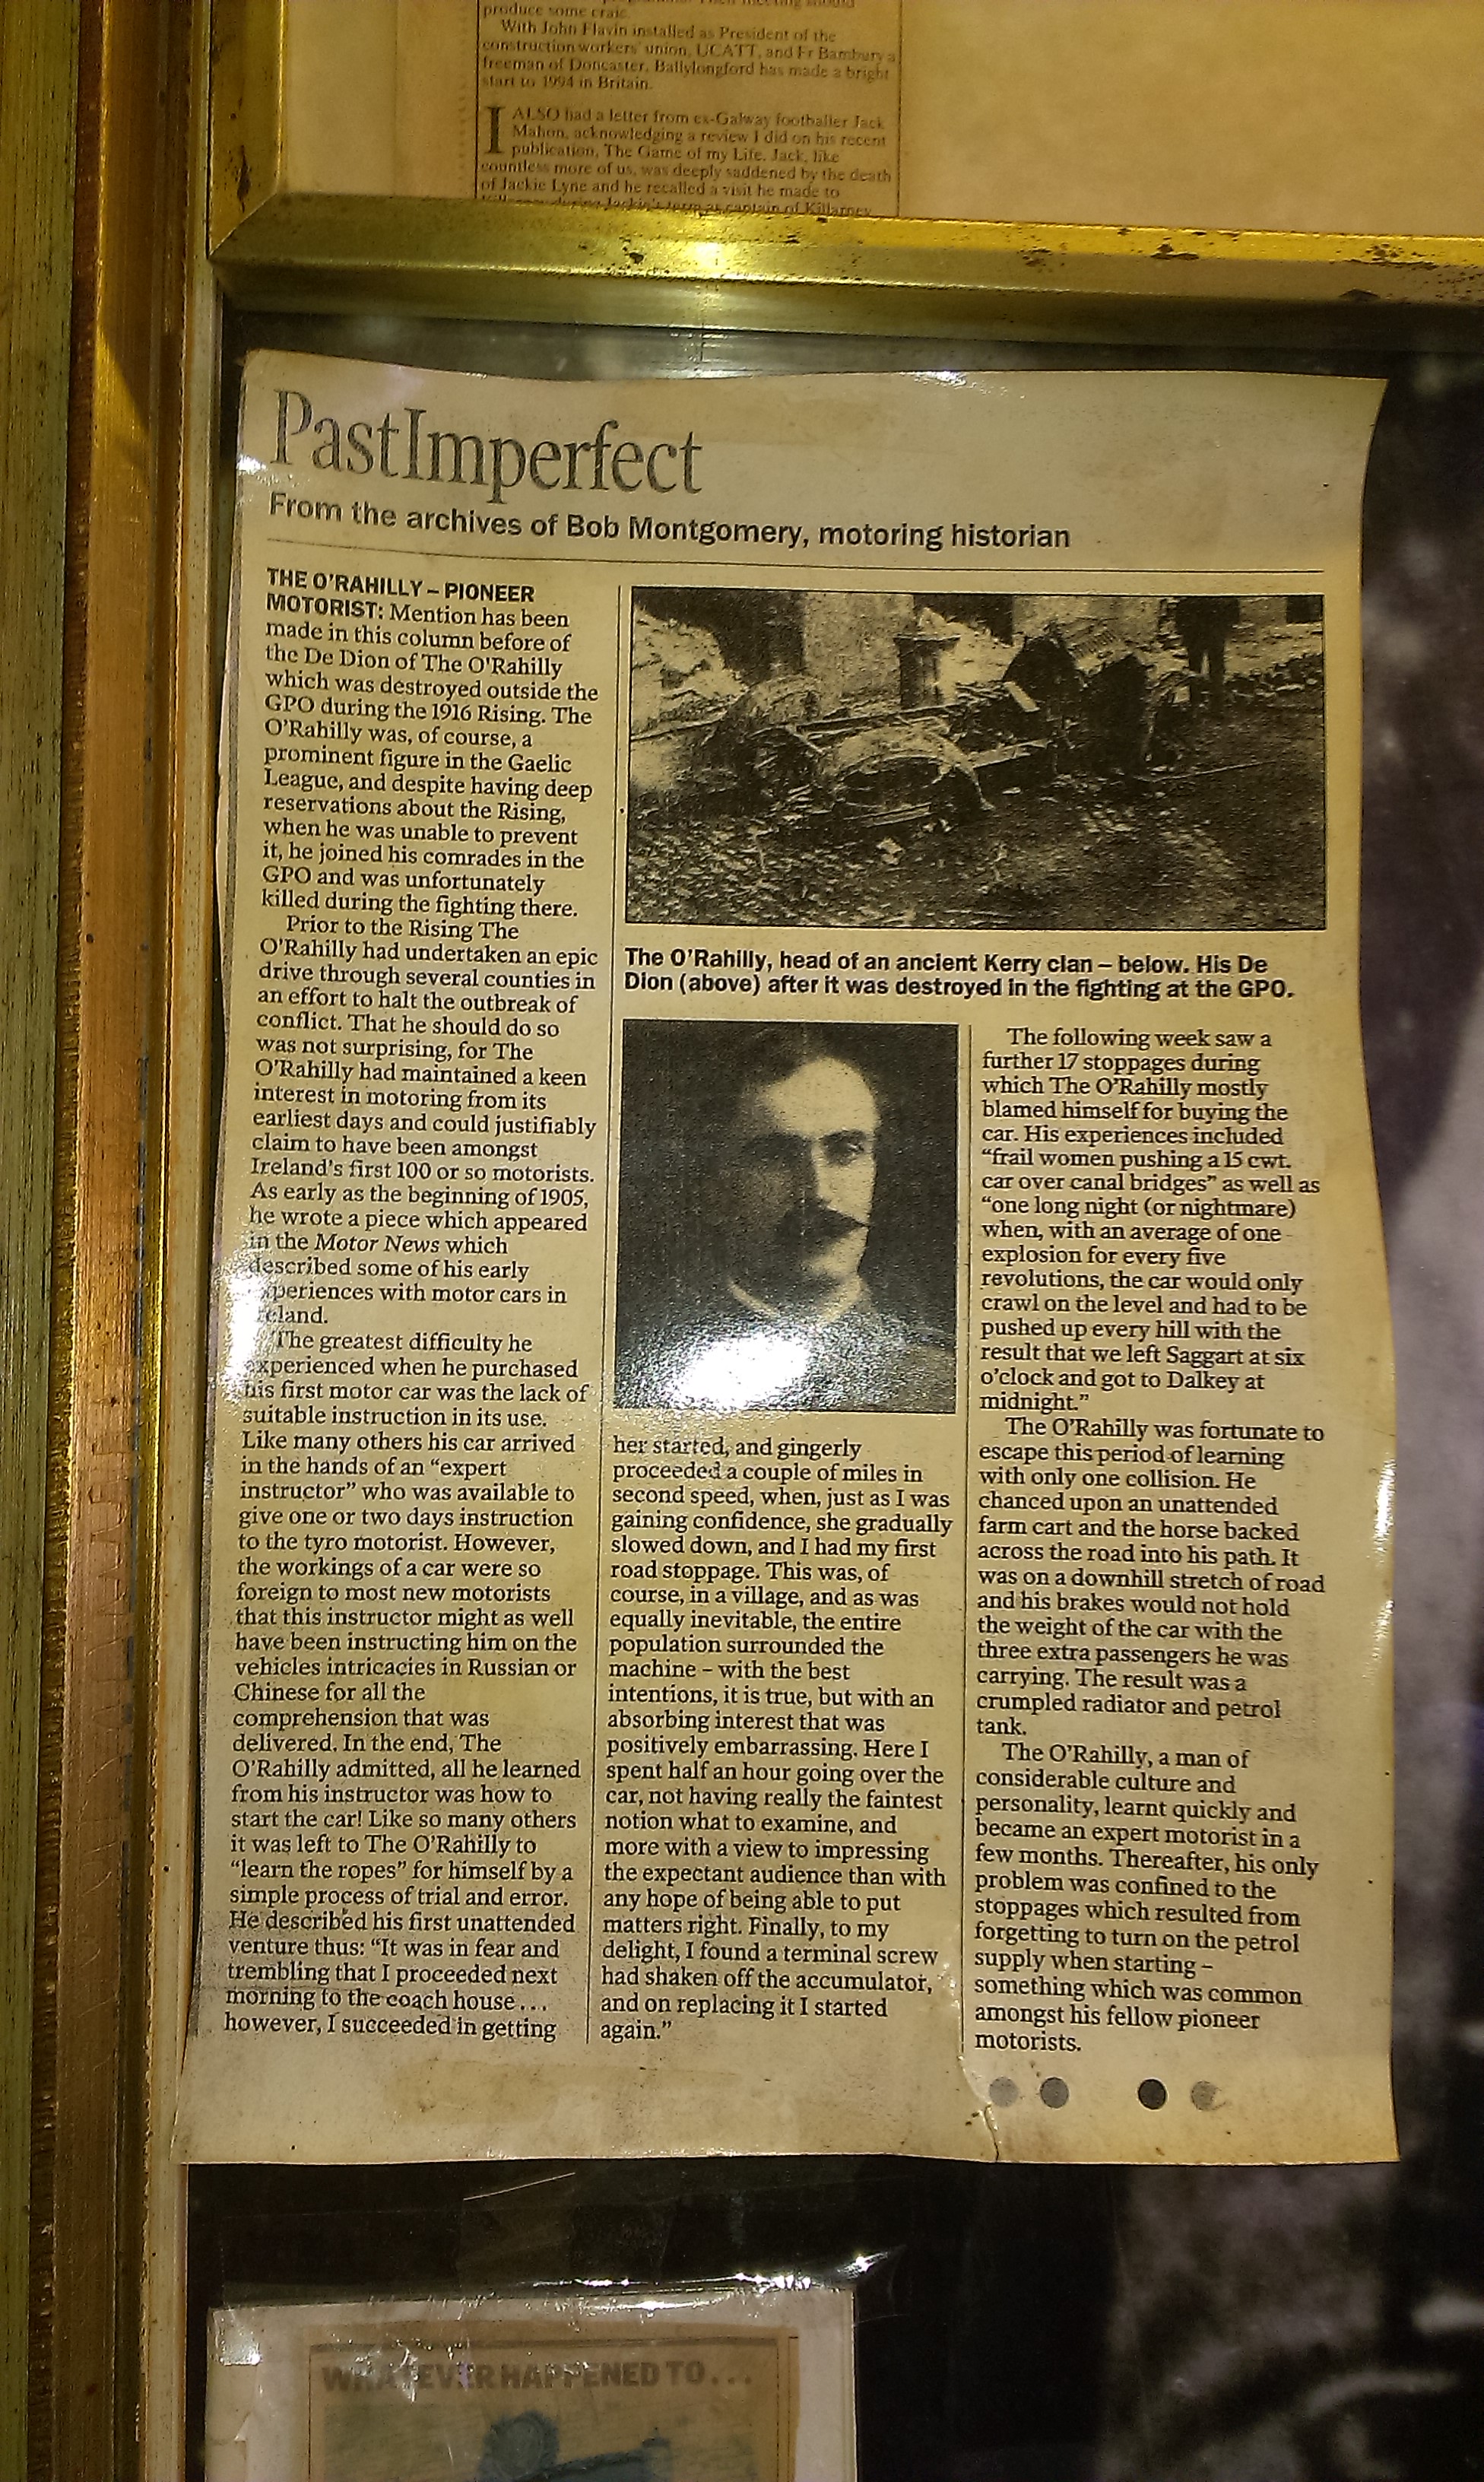 produce some craic.
With John Flavin installed as President of the
construction workers' union, UCATT, and Fr Bambury a
freeman of Doncaster, Ballylongford has made a bright
start to 1994 in Britain.
I ALSO had a letter from ex-Galway footballer Jack
Mahon, acknowledging a review I did on his recent
publication, The Game of my Life. Jack, like
countless more of us, was deeply saddened by the death
of Jackie Lyne and he recalled a visit he made to
during Jackie's term as captain of Killarney
PastImperfect
From the archives of Bob Montgomery, motoring historian
THE O'RAHILLY – PIONEER
MOTORIST: Mention has been
made in this column before of
the De Dion of The O'Rahilly
which was destroyed outside the
GPO during the 1916 Rising. The
O'Rahilly was, of course, a
prominent figure in the Gaelic
League, and despite having deep
reservations about the Rising,
when he was unable to prevent
it, he joined his comrades in the
GPO and was unfortunately
killed during the fighting there.
Prior to the Rising The
O'Rahilly had undertaken an epic
drive through several counties in
an effort to halt the outbreak of
conflict. That he should do so
was not surprising, for The
O'Rahilly had maintained a keen
interest in motoring from its
earliest days and could justifiably
claim to have been amongst
Ireland's first 100 or so motorists.
As early as the beginning of 1905,
he wrote a piece which appeared
in the Motor News which
described some of his early
experiences with motor cars in
Ireland.
The greatest difficulty he
experienced when he purchased
his first motor car was the lack of
suitable instruction in its use.
Like many others his car arrived
in the hands of an “expert
instructor” who was available to
give one or two days instruction
to the tyro motorist. However,
the workings of a car were so
foreign to most new motorists
that this instructor might as well
have been instructing him on the
vehicles intricacies in Russian or
Chinese for all the
comprehension that was
delivered. In the end, The
O'Rahilly admitted, all he learned
from his instructor was how to
start the car! Like so many others
it was left to The O'Rahilly to
“learn the ropes” for himself by a
simple process of trial and error.
He described his first unattended
venture thus: “It was in fear and
trembling that I proceeded next
morning to the coach house . . .
however, I succeeded in getting
The O'Rahilly, head of an ancient Kerry clan – below. His De
Dion (above) after it was destroyed in the fighting at the GPO.
her started, and gingerly
proceeded a couple of miles in
second speed, when, just as I was
gaining confidence, she gradually
slowed down, and I had my first
road stoppage. This was, of
course, in a village, and as was
equally inevitable, the entire
population surrounded the
machine – with the best
intentions, it is true, but with an
absorbing interest that was
positively embarrassing. Here I
spent half an hour going over the
car, not having really the faintest
notion what to examine, and
more with a view to impressing
the expectant audience than with
any hope of being able to put
matters right. Finally, to my
delight, I found a terminal screw
had shaken off the accumulator,
and on replacing it I started
again.”
The following week saw a
further 17 stoppages during
which The O'Rahilly mostly
blamed himself for buying the
car. His experiences included
“frail women pushing a 15 cwt.
car over canal bridges” as well as
“one long night (or nightmare)
when, with an average of one
explosion for every five
revolutions, the car would only
crawl on the level and had to be
pushed up every hill with the
result that we left Saggart at six
o'clock and got to Dalkey at
midnight.”
The O'Rahilly was fortunate to
escape this period of learning
with only one collision. He
chanced upon an unattended
farm cart and the horse backed
across the road into his path. It
was on a downhill stretch of road
and his brakes would not hold
the weight of the car with the
three extra passengers he was
carrying. The result was a
crumpled radiator and petrol
tank.
The O'Rahilly, a man of
considerable culture and
personality, learnt quickly and
became an expert motorist in a
few months. Thereafter, his only
problem was confined to the
stoppages which resulted from
forgetting to turn on the petrol
supply when starting –
something which was common
amongst his fellow pioneer
motorists.
WHATEVER HAPPENED TO . . .